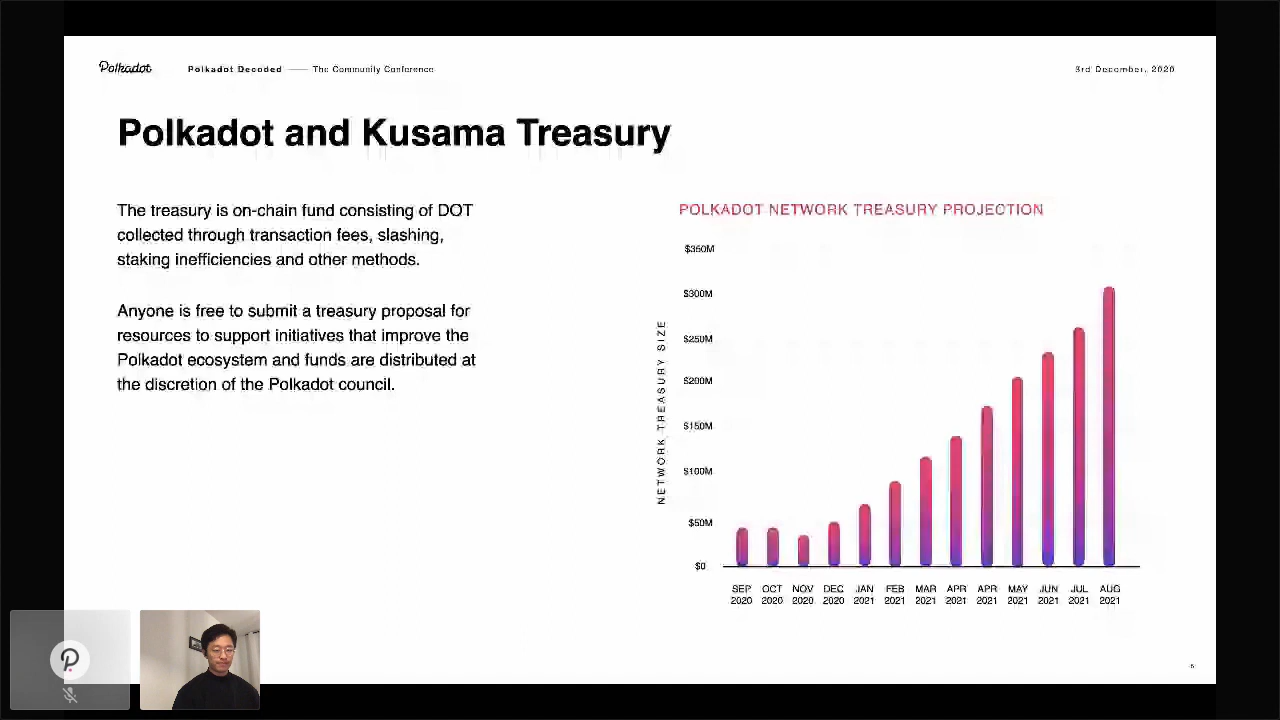 Polkadot
Polkadot Decoded —— The Community Conference
3rd December, 2020
Polkadot and Kusama Treasury
The treasury is on-chain fund consisting of DOT
collected through transaction fees, slashing,
staking inefficiencies and other methods.
Anyone is free to submit a treasury proposal for
resources to support initiatives that improve the
Polkadot ecosystem and funds are distributed at
the discretion of the Polkadot council.
POLKADOT NETWORK TREASURY PROJECTION
NETWORK TREASURY SIZE
$350M
$300M
$250M
$200M
$150M
$100M
$50M
$0
SEP OCT NOV DEC JAN FEB MAR APR APR MAY JUN JUL AUG
2020 2020 2020 2020 2021 2021 2021 2021 2021 2021 2021 2021 2021